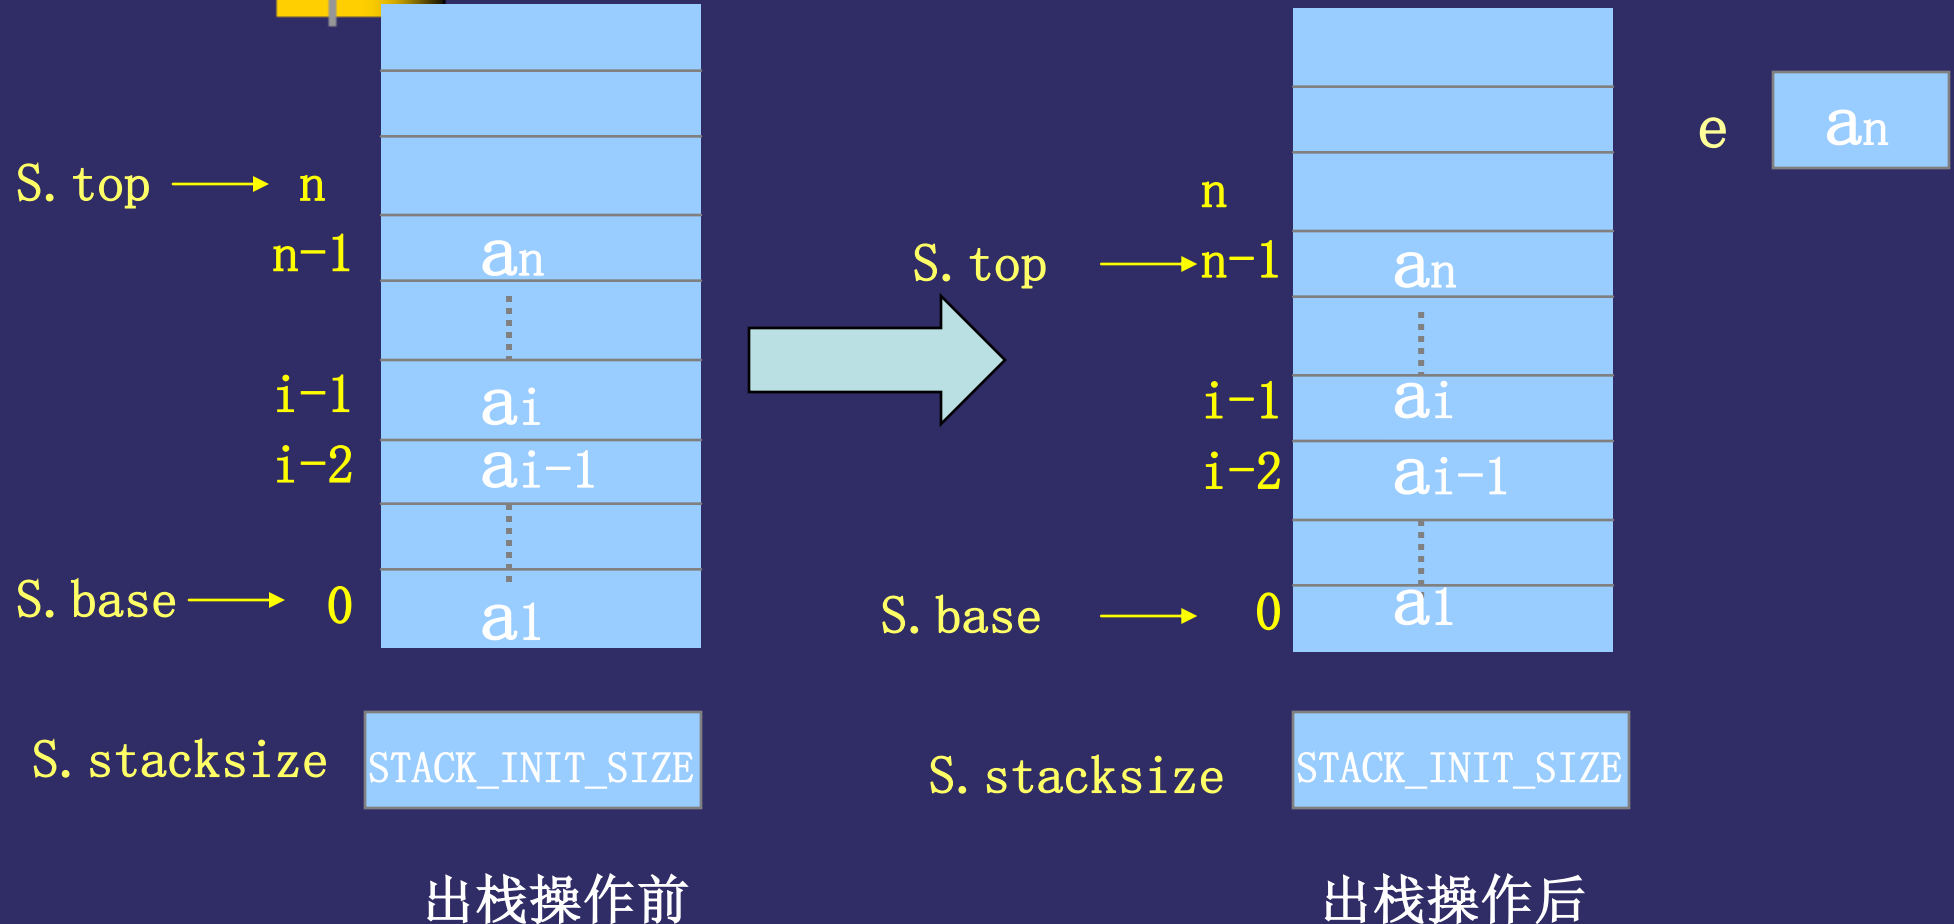 S.top n
n-1 an
i-1 ai
i-2 ai-1
S.base 0 a1
S.stacksize STACK_INIT_SIZE
出栈操作前
e an
n
S.top n-1 an
i-1 ai
i-2 ai-1
S.base 0 a1
S.stacksize STACK_INIT_SIZE
出栈操作后